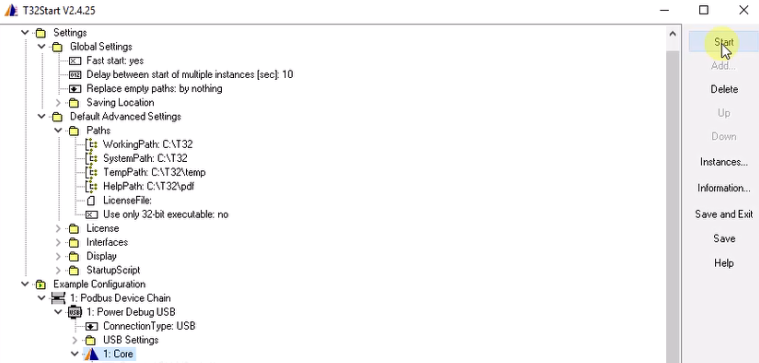 T32Start V2.4.25
Settings
Global Settings
Fast start: yes
Delay between start of multiple instances [sec]: 10
Replace empty paths: by nothing
Saving Location
Default Advanced Settings
Paths
WorkingPath: C:\T32
SystemPath: C:\T32
TempPath: C:\T32\temp
HelpPath: C:\T32\pdf
LicenseFile:
Use only 32-bit executable: no
License
Interfaces
Display
StartupScript
Example Configuration
1: Podbus Device Chain
1: Power Debug USB
ConnectionType: USB
USB Settings
1: Core
Start
Add...
Delete
Up
Down
Instances...
Information...
Save and Exit
Save
Help